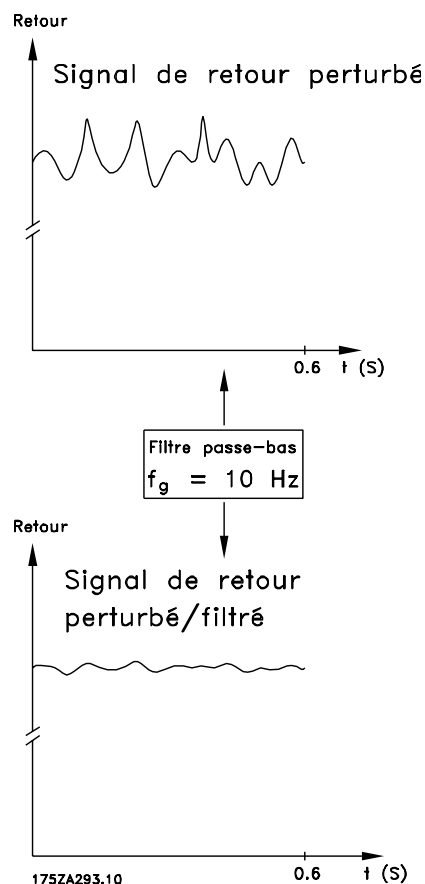 Retour
Signal de retour perturbé
0.6 t (S)
Filtre passe-bas
fg = 10 Hz
Retour
Signal de retour
perturbé/filtré
0.6 t (S)
175ZA293.10